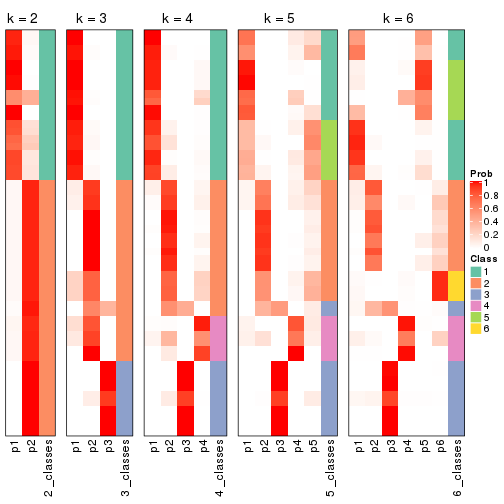 k = 2
k = 3
k = 4
k = 5
k = 6
p1
p2
2_classes
p1
p2
p3
3_classes
p1
p2
p3
p4
4_classes
p1
p2
p3
p4
p5
5_classes
p1
p2
p3
p4
p5
p6
6_classes
Prob
1
0.8
0.6
0.4
0.2
0
Class
1
2
3
4
5
6